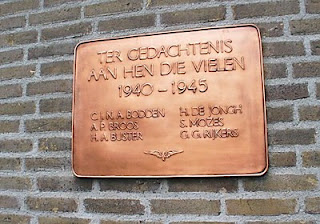 TER GEDACHTENIS
AAN HEN DIE VIELEN
1940-1945
C.J.N.A. BODDEN
A.P. BROOS
H.A. BUSTER
H. DE JONGH
S. MOZES
G.G. RIJKERS